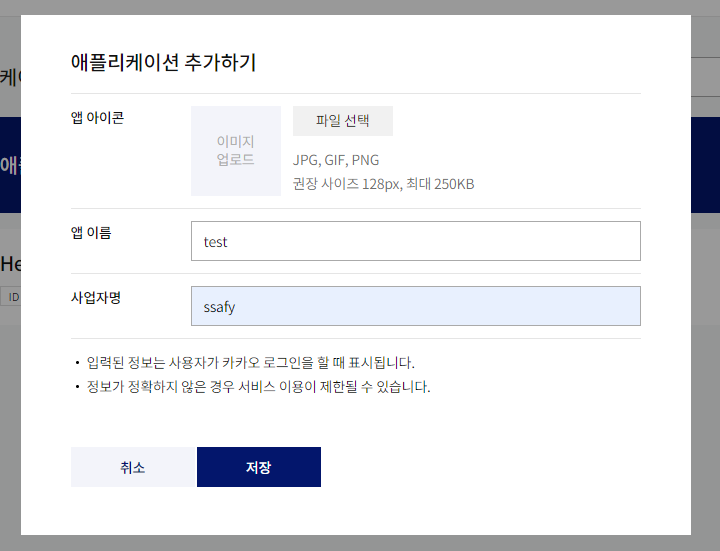 애플리케이션 추가하기
앱 아이콘
이미지
업로드
파일 선택
JPG, GIF, PNG
권장 사이즈 128px, 최대 250KB
앱 이름
test
사업자명
ssafy
• 입력된 정보는 사용자가 카카오 로그인을 할 때 표시됩니다.
• 정보가 정확하지 않은 경우 서비스 이용이 제한될 수 있습니다.
취소
저장
He
ID